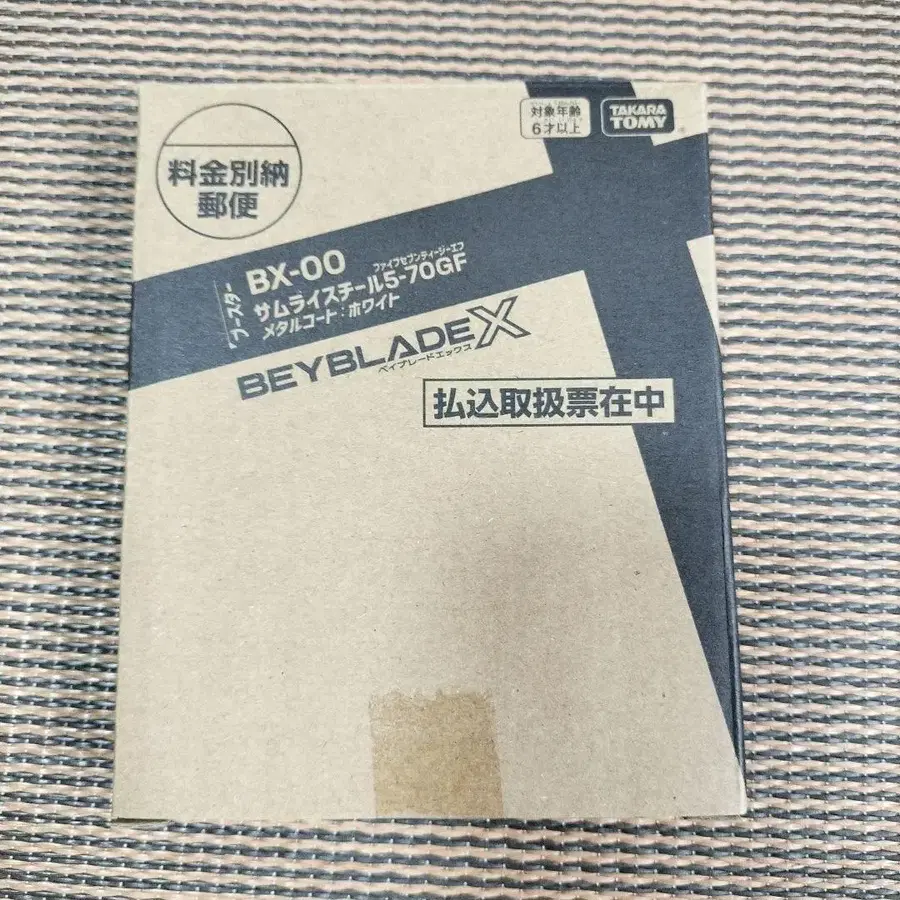 料金別納
郵便
対象年齢
6才以上
TAKARA
TOMY
ブースター
BX-00
ファイブセブンティージーエフ
サムライスチール5-70GF
メタルコート:ホワイト
BEYBLADE X
ベイブレードエックス
払込取扱票在中